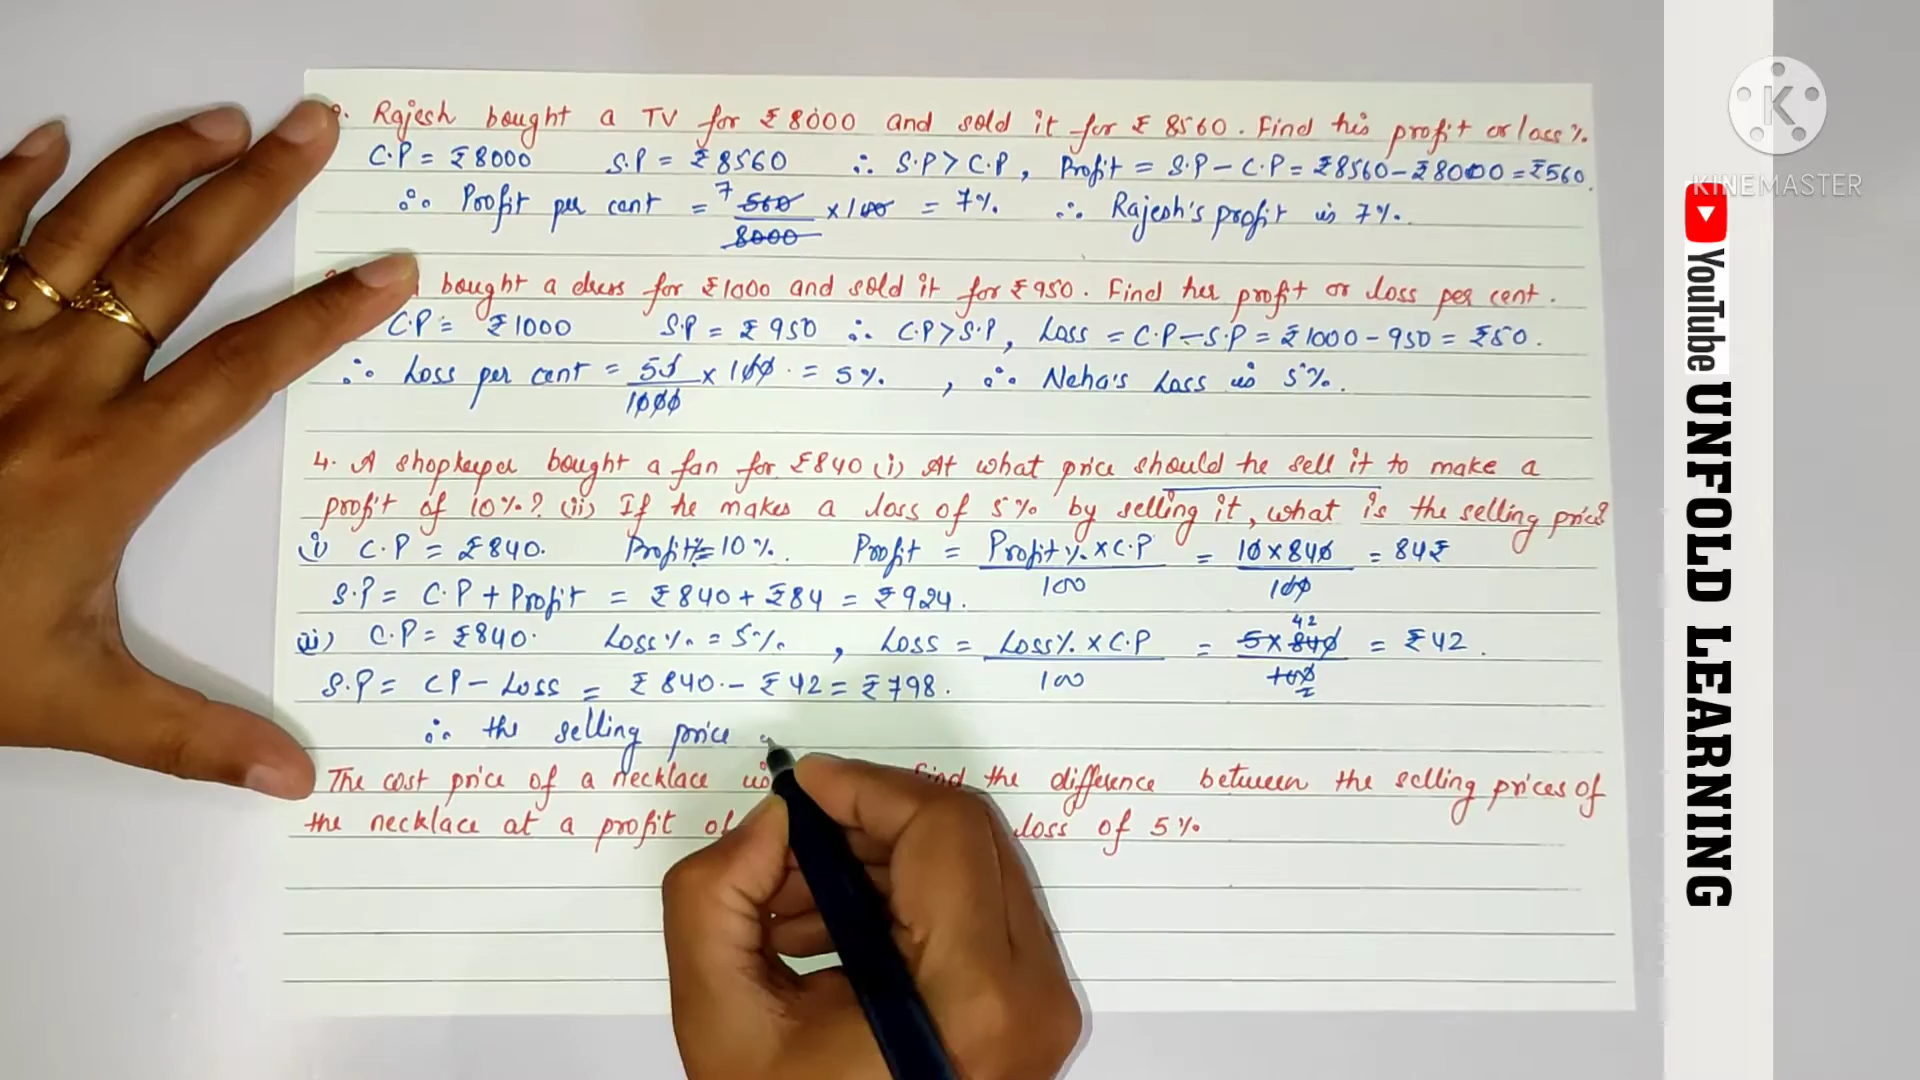 . Rajesh bought a TV for ₹8000 and sold it for ₹ 8560. Find his profit or loss %.
C.P = ₹8000 S.P = ₹8560 ∴ S.P > C.P, Profit = S.P - C.P = ₹8560 - ₹8000 = ₹560.
∴ Profit per cent = 7 560/8000 × 100 = 7% ∴ Rajesh's profit is 7%.
bought a dress for ₹1000 and sold it for ₹950. Find her profit or loss per cent.
C.P = ₹1000 S.P = ₹950 ∴ C.P > S.P, Loss = C.P - S.P = ₹1000 - 950 = ₹50.
∴ Loss per cent = 50/1000 × 100 = 5%, ∴ Neha's Loss is 5%.
4. A shopkeeper bought a fan for ₹840 (i) At what price should he sell it to make a
profit of 10%? (ii) If he makes a loss of 5% by selling it, what is the selling price?
(i) C.P = ₹840. Profit% = 10%. Profit = Profit% × C.P/100 = 10 × 840/100 = 84₹
S.P = C.P + Profit = ₹840 + ₹84 = ₹924.
(ii) C.P = ₹840. Loss% = 5%, Loss = Loss% × C.P/100 = 5 × 840/100 42 2 = ₹42.
S.P = CP - Loss = ₹840 - ₹42 = ₹798.
∴ the selling price
The cost price of a necklace is find the difference between the selling prices of
the necklace at a profit of loss of 5%
K
KINEMASTER
YouTube UNFOLD LEARNING